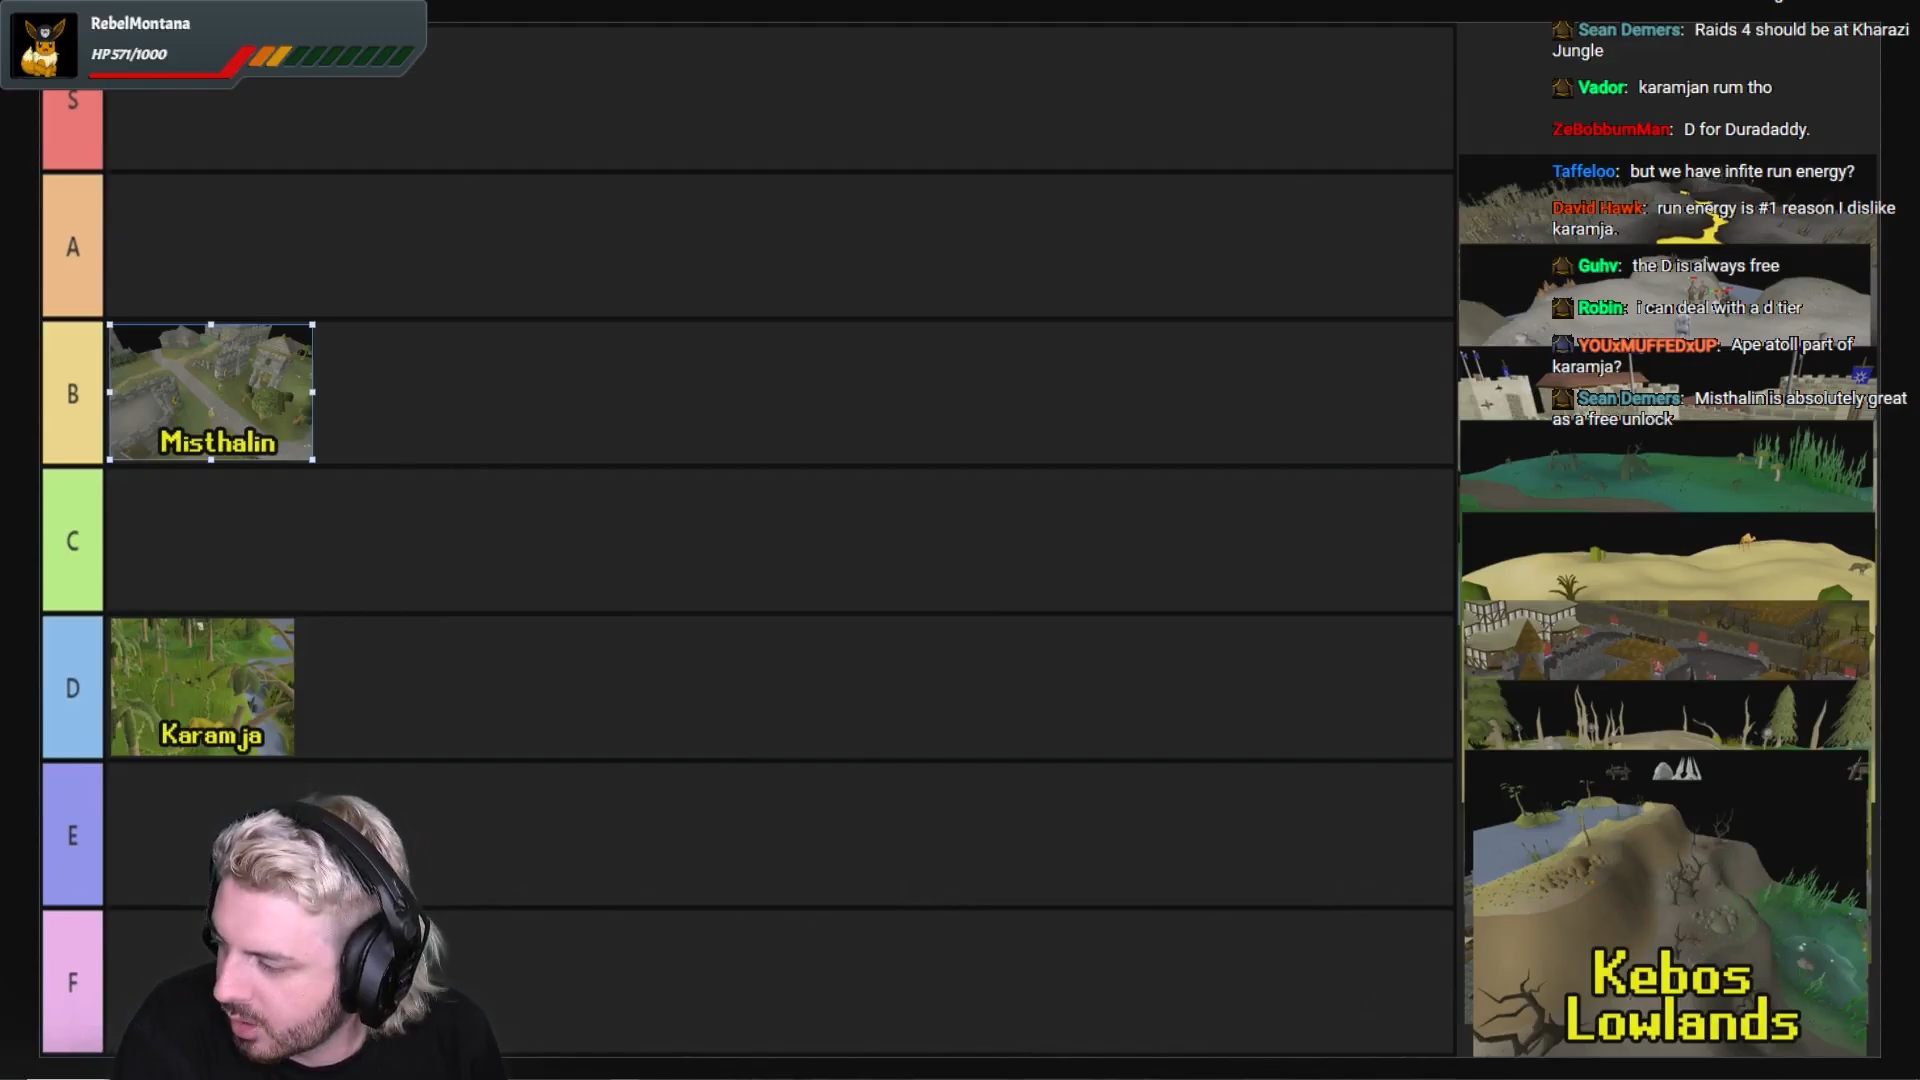 RebelMontana
HP 571/1000
S
A
B
C
D
E
F
Misthalin
Karamja
Sean Demers: Raids 4 should be at Kharazi
Jungle
Vador: karamjan rum tho
ZeBobbumMan: D for Duradaddy.
Taffeloo: but we have infite run energy?
David Hawk: run energy is #1 reason I dislike
karamja.
Guhv: the D is always free
Robin: i can deal with a d tier
YOUxMUFFEDxUP: Ape atoll part of
karamja?
Sean Demers: Misthalin is absolutely great
as a free unlock
Kebos
Lowlands